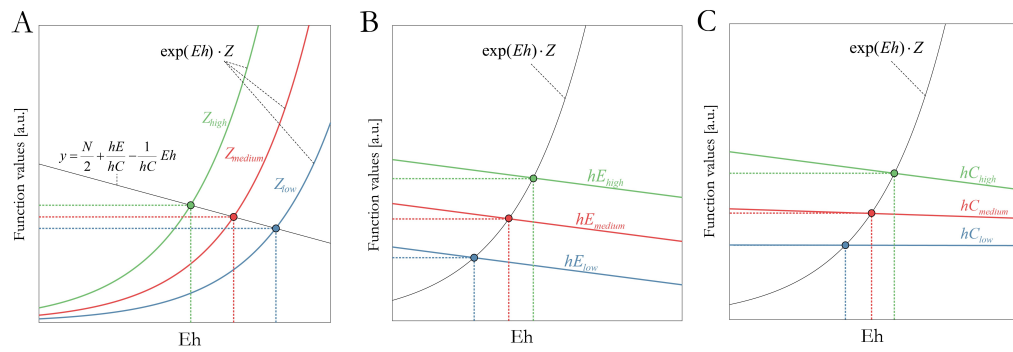 A
Function values [a.u.]
exp(Eh) · Z
Z_high
y = N/2 + hE/hC − 1/hC Eh
Z_medium
Z_low
Eh
B
Function values [a.u.]
exp(Eh) · Z
hE_high
hE_medium
hE_low
Eh
C
Function values [a.u.]
exp(Eh) · Z
hC_high
hC_medium
hC_low
Eh